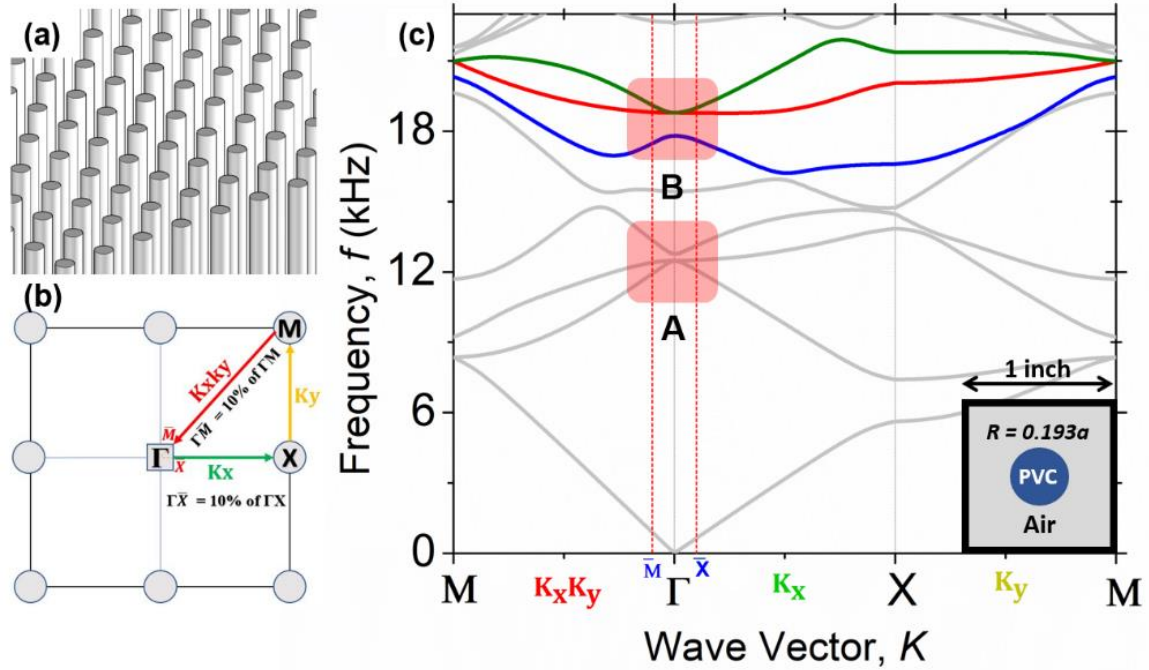 (a)
(b)
M
KxKy
ΓM̅ = 10% of ΓM
Ky
M̅
Γ
X̅
Kx
X
ΓX̅ = 10% of ΓX
(c)
Frequency, f (kHz)
18
12
6
0
B
A
1 inch
R = 0.193a
PVC
Air
M̅
X̅
M
KxKy
Γ
Kx
X
Ky
M
Wave Vector, K